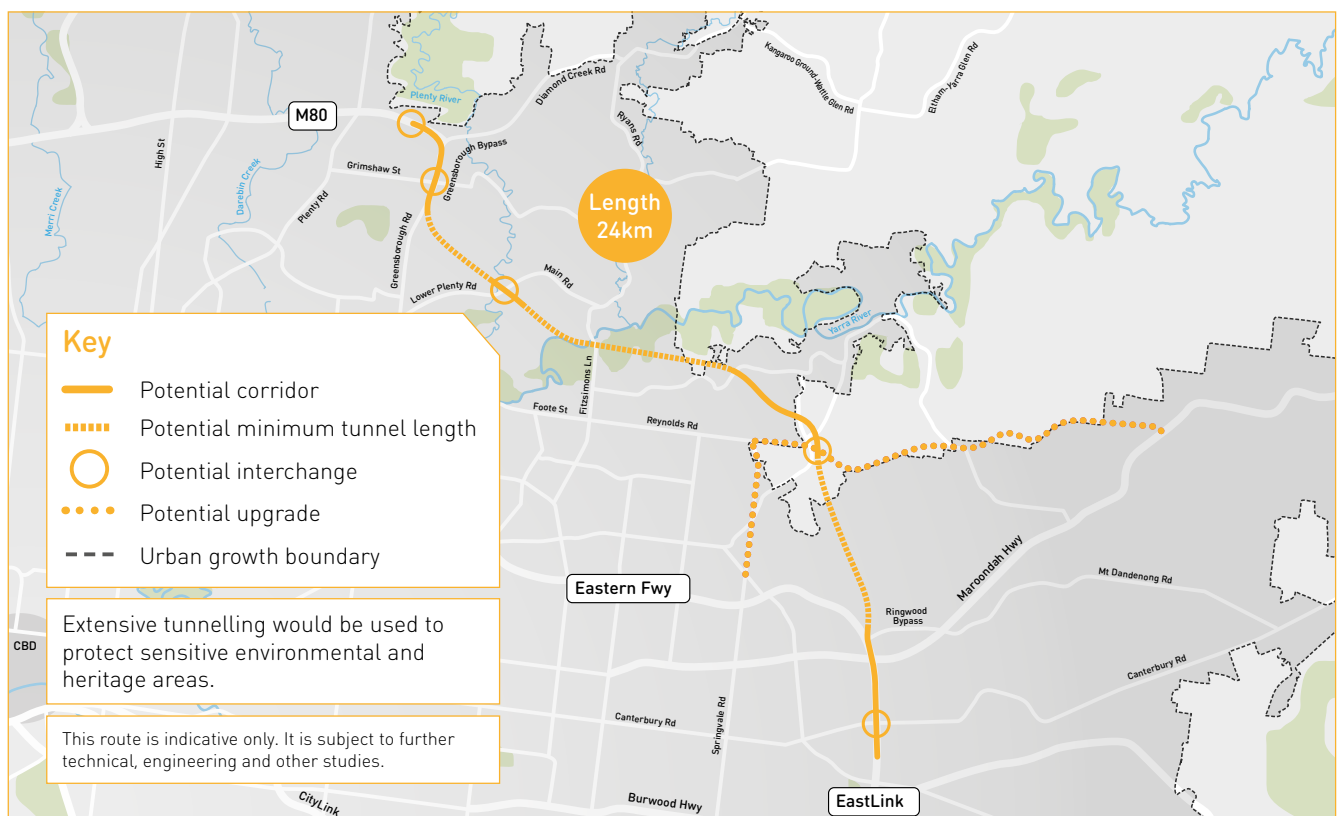 Plenty River
Diamond Creek Rd
Kangaroo Ground-Wattle Glen Rd
Eltham-Yarra Glen Rd
M80
High St
Darebin Creek
Merri Creek
Grimshaw St
Greensborough Bypass
Ryans Rd
Plenty Rd
Length
24km
Greensborough Rd
Lower Plenty Rd
Main Rd
Yarra River
Fitzsimons Ln
Foote St
Reynolds Rd
Key
Potential corridor
Potential minimum tunnel length
Potential interchange
Potential upgrade
Urban growth boundary
Eastern Fwy
Maroondah Hwy
Mt Dandenong Rd
Ringwood
Bypass
CBD
Extensive tunnelling would be used to
protect sensitive environmental and
heritage areas.
Canterbury Rd
Canterbury Rd
Springvale Rd
This route is indicative only. It is subject to further
technical, engineering and other studies.
CityLink
Burwood Hwy
EastLink